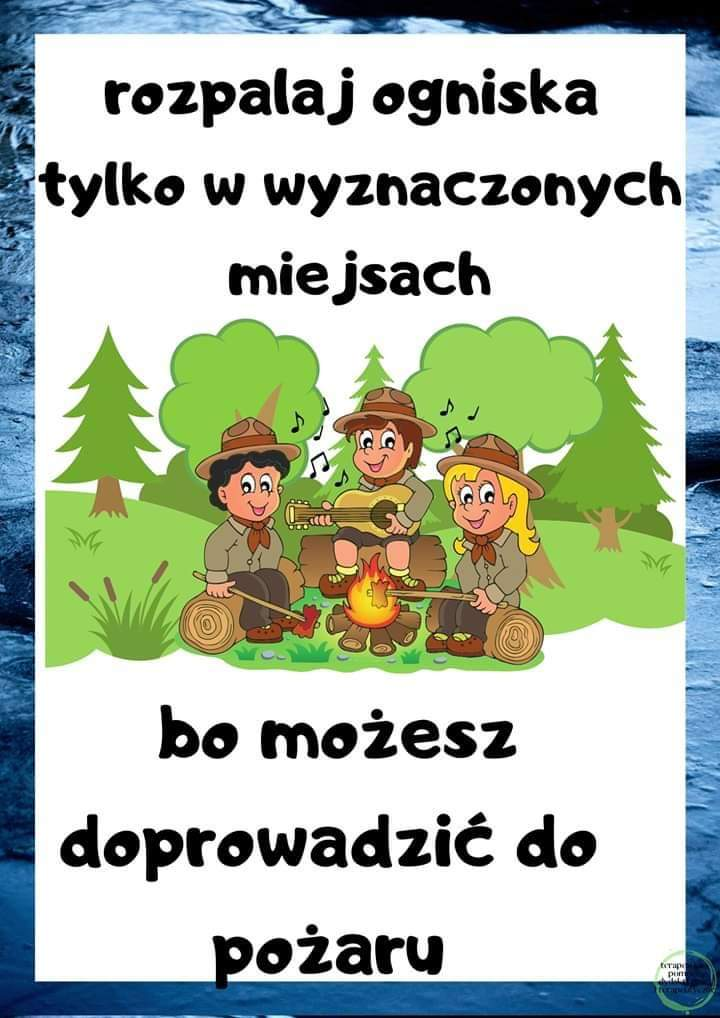 rozpalaj ogniska
tylko w wyznaczonych
miejsach
bo możesz
doprowadzić do
pożaru